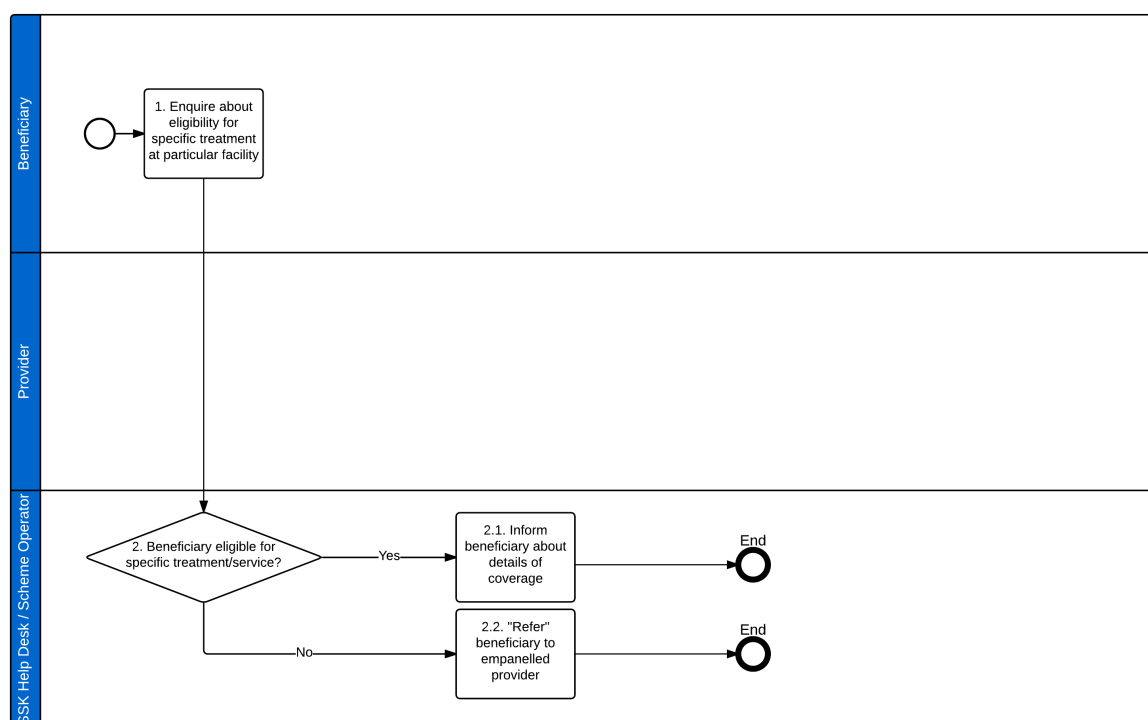 Beneficiary
1. Enquire about
eligibility for
specific treatment
at particular facility
Provider
SSK Help Desk / Scheme Operator
2. Beneficiary eligible for
specific treatment/service?
Yes
2.1. Inform
beneficiary about
details of
coverage
End
No
2.2. "Refer"
beneficiary to
empanelled
provider
End